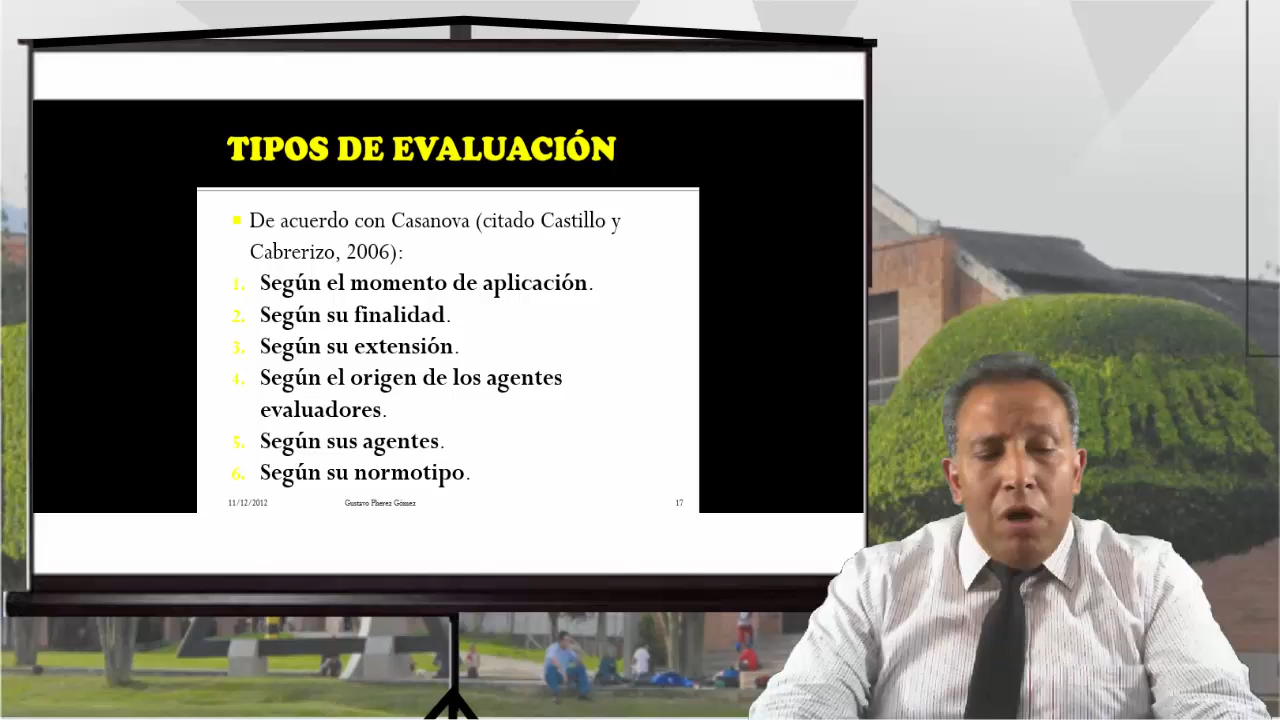 TIPOS DE EVALUACIÓN
De acuerdo con Casanova (citado Castillo y
Cabrerizo, 2006):
1. Según el momento de aplicación.
2. Según su finalidad.
3. Según su extensión.
4. Según el origen de los agentes
evaluadores.
5. Según sus agentes.
6. Según su normotipo.
11/12/2012 Gustavo Pherez Gómez 17